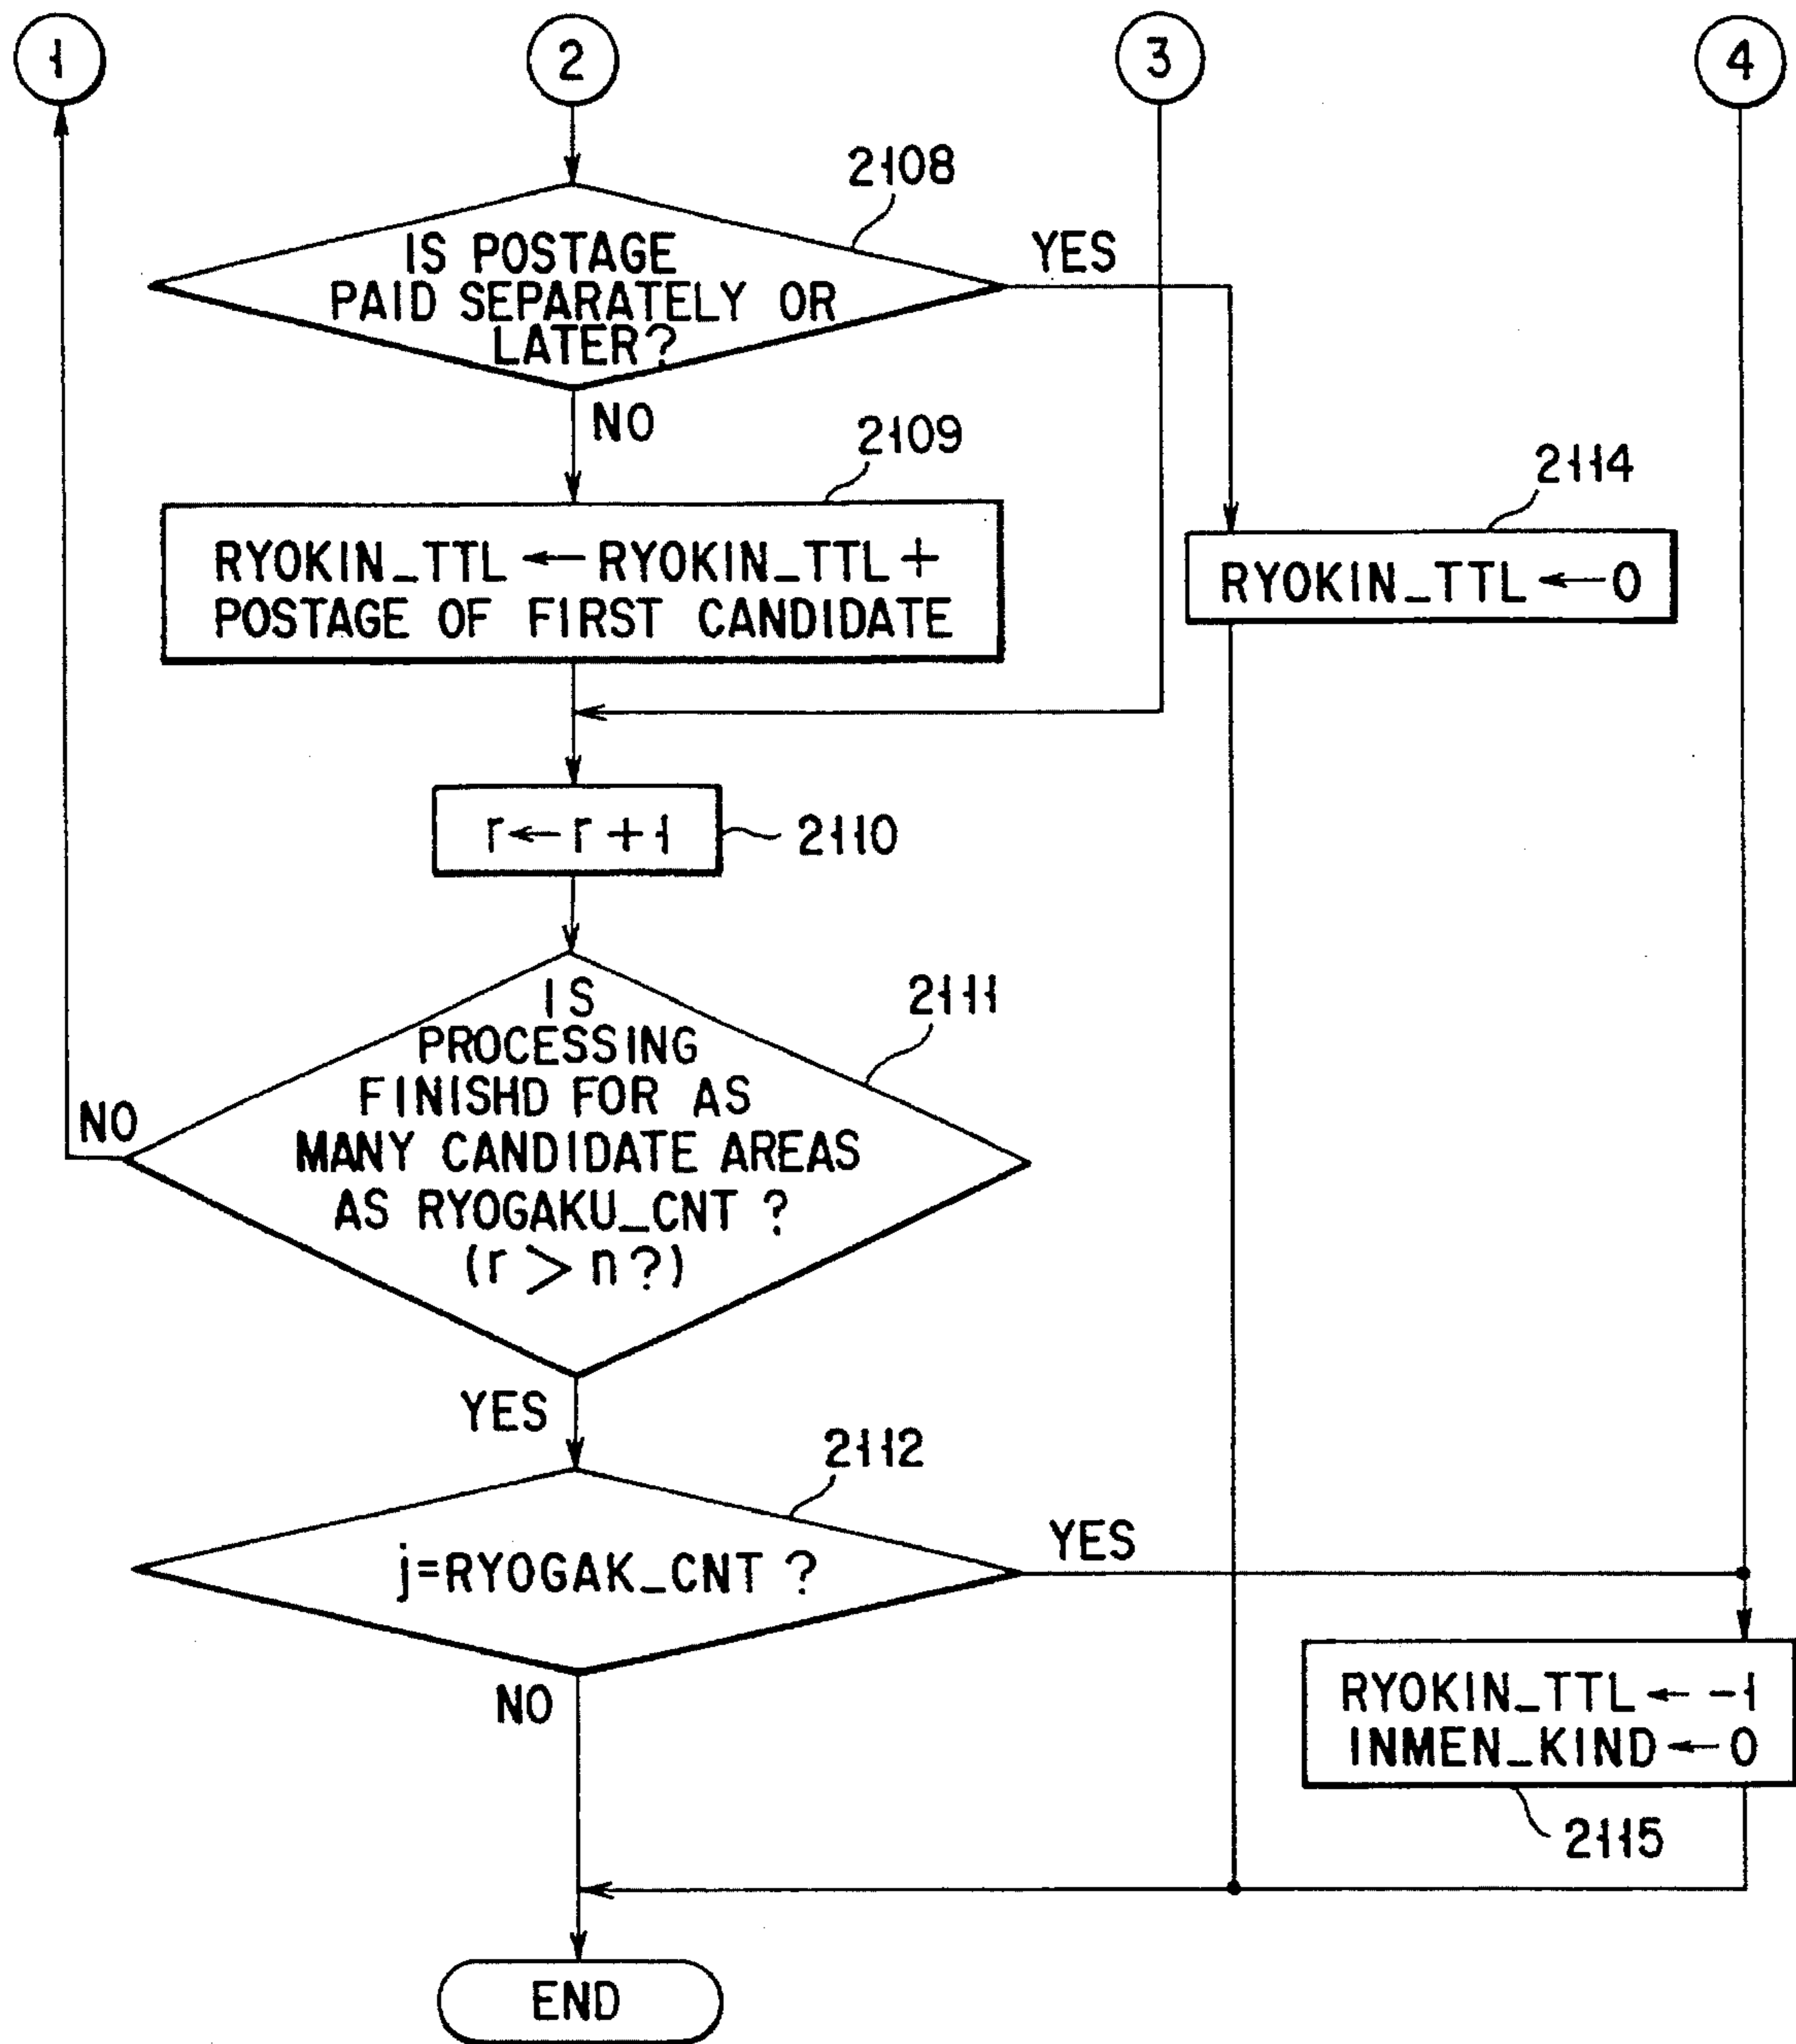 1
2
3
4
2108
IS POSTAGE
PAID SEPARATELY OR
LATER?
YES
NO
2109
RYOKIN_TTL ← RYOKIN_TTL +
POSTAGE OF FIRST CANDIDATE
2114
RYOKIN_TTL ← 0
r ← r + 1
2110
IS
PROCESSING
FINISHD FOR AS
MANY CANDIDATE AREAS
AS RYOGAKU_CNT ?
(r > n ?)
2111
NO
YES
2112
j=RYOGAK_CNT ?
YES
NO
RYOKIN_TTL ← -1
INMEN_KIND ← 0
2115
END